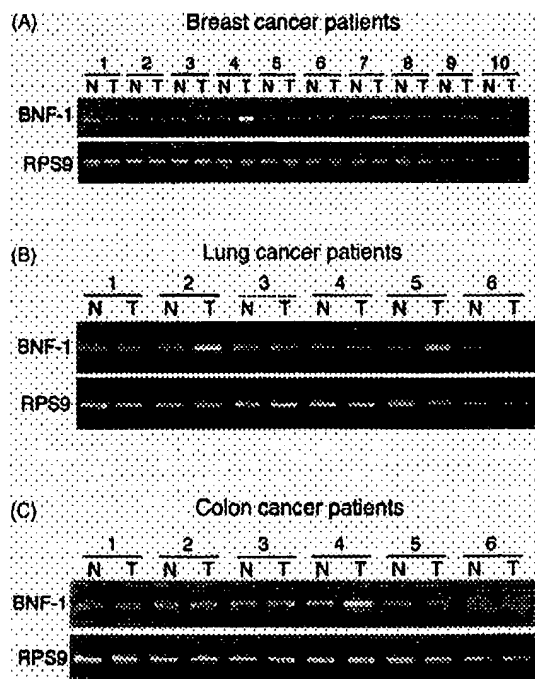 (A) Breast cancer patients
1 2 3 4 5 6 7 8 9 10
N T N T N T N T N T N T N T N T N T N T
BNF-1
RPS9
(B) Lung cancer patients
1 2 3 4 5 6
N T N T N T N T N T N T
BNF-1
RPS9
(C) Colon cancer patients
1 2 3 4 5 6
N T N T N T N T N T N T
BNF-1
RPS9